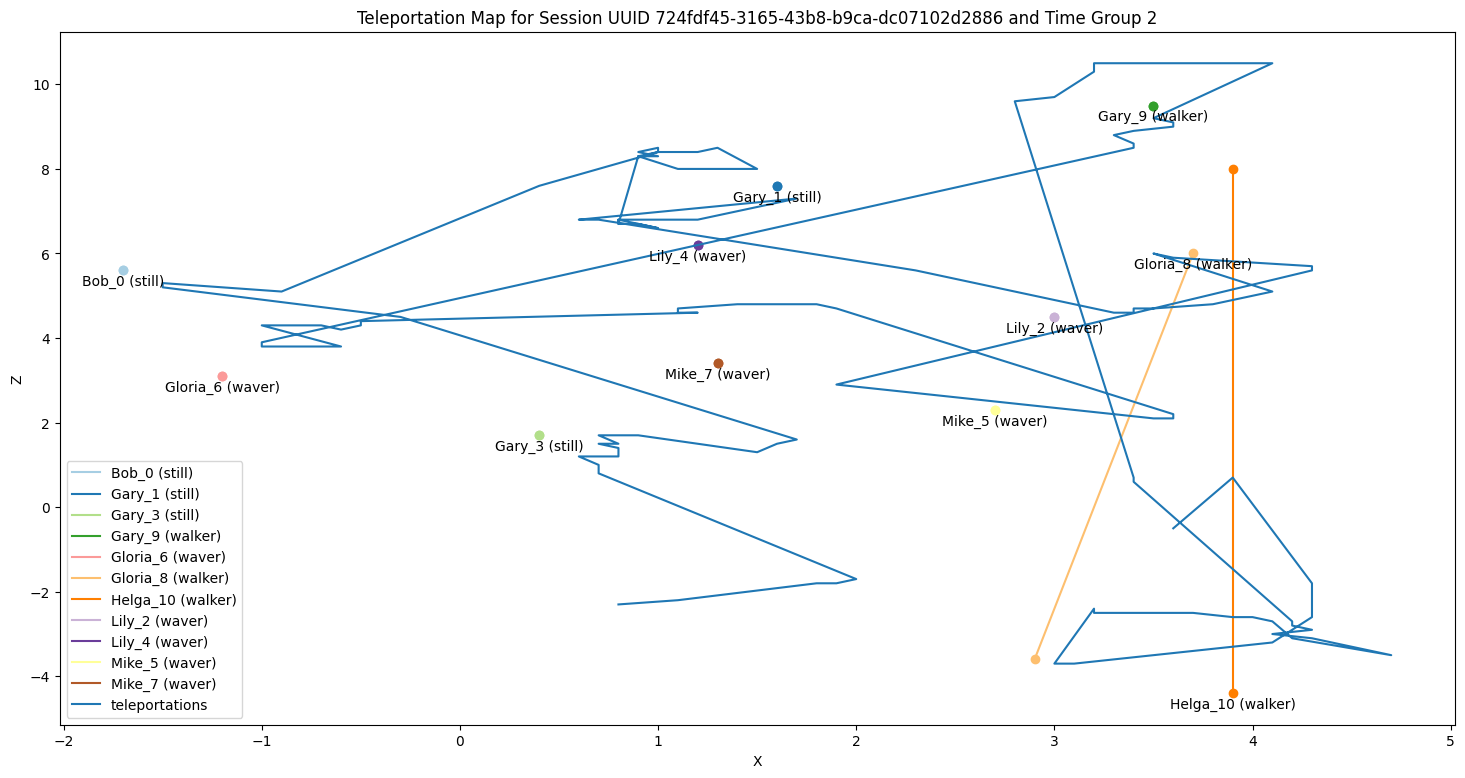 Teleportation Map for Session UUID 724fdf45-3165-43b8-b9ca-dc07102d2886 and Time Group 2
Z
10
8
6
4
2
0
−2
−4
Gary_9 (walker)
Gary_1 (still)
Lily_4 (waver)
Gloria_8 (walker)
Bob_0 (still)
Lily_2 (waver)
Mike_7 (waver)
Gloria_6 (waver)
Mike_5 (waver)
Gary_3 (still)
Helga_10 (walker)
Bob_0 (still)
Gary_1 (still)
Gary_3 (still)
Gary_9 (walker)
Gloria_6 (waver)
Gloria_8 (walker)
Helga_10 (walker)
Lily_2 (waver)
Lily_4 (waver)
Mike_5 (waver)
Mike_7 (waver)
teleportations
−2 −1 0 1 2 3 4 5
X